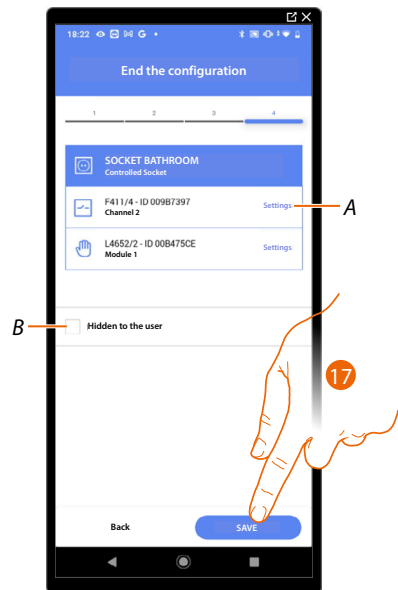 18:22 G
End the configuration
1 2 3 4
SOCKET BATHROOM
Controlled Socket
F411/4 - ID 009B7397
Channel 2
Settings
A
L4652/2 - ID 00B475CE
Module 1
Settings
B
Hidden to the user
17
Back
SAVE